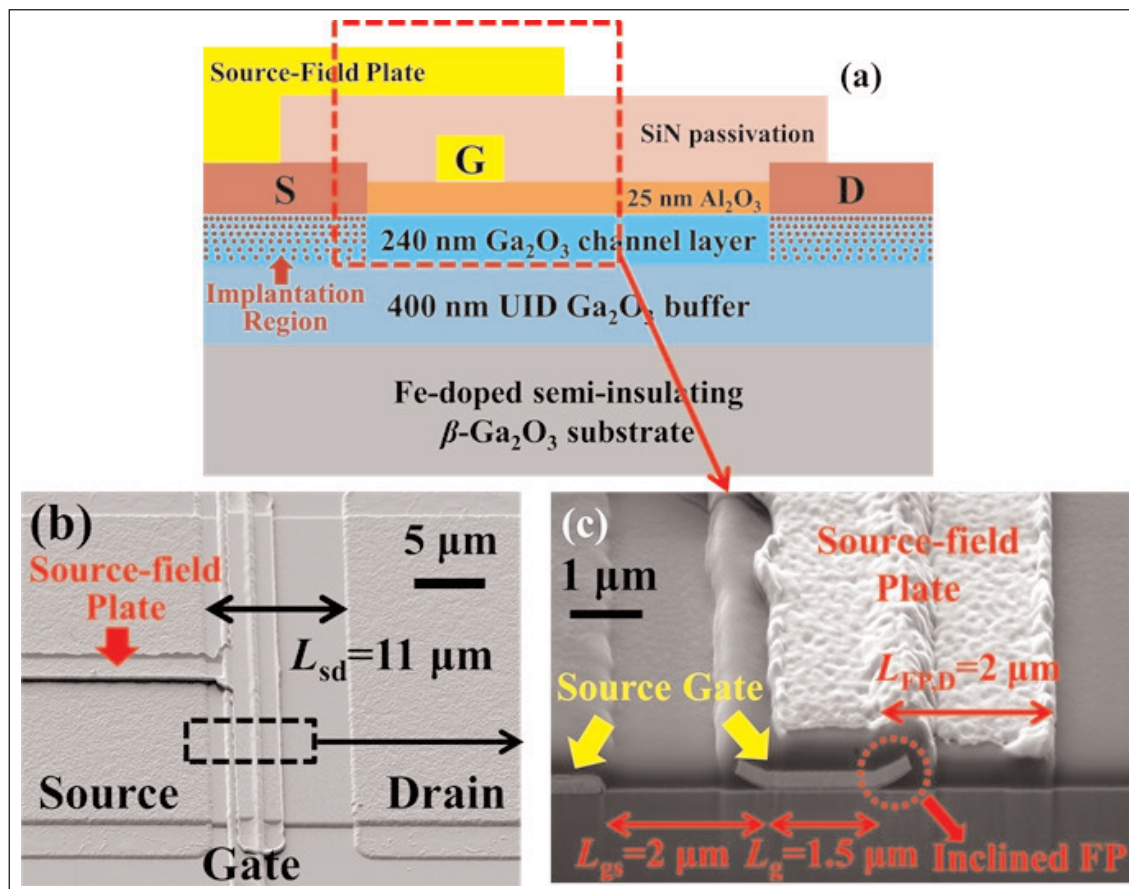 (a)
Source-Field Plate
SiN passivation
G
S
25 nm Al₂O₃
D
240 nm Ga₂O₃ channel layer
Implantation
Region
400 nm UID Ga₂O₃ buffer
Fe-doped semi-insulating
β-Ga₂O₃ substrate
(b)
5 μm
Source-field
Plate
Lsd=11 μm
Source
Drain
Gate
(c)
1 μm
Source-field
Plate
LFP,D=2 μm
Source Gate
Lgs=2 μm
Lg=1.5 μm
Inclined FP